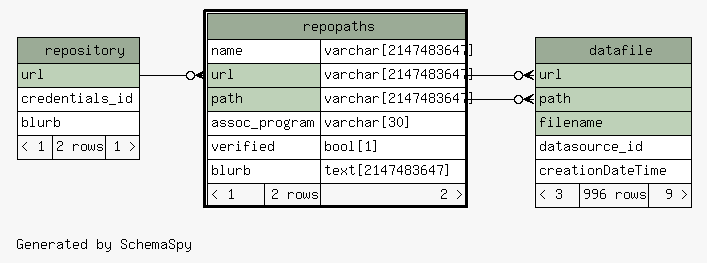 repository
url
credentials_id
blurb
< 1 2 rows 1 >
repopaths
name varchar[2147483647]
url varchar[2147483647]
path varchar[2147483647]
assoc_program varchar[30]
verified bool[1]
blurb text[2147483647]
< 1 2 rows 2 >
datafile
url
path
filename
datasource_id
creationDateTime
< 3 996 rows 9 >
Generated by SchemaSpy